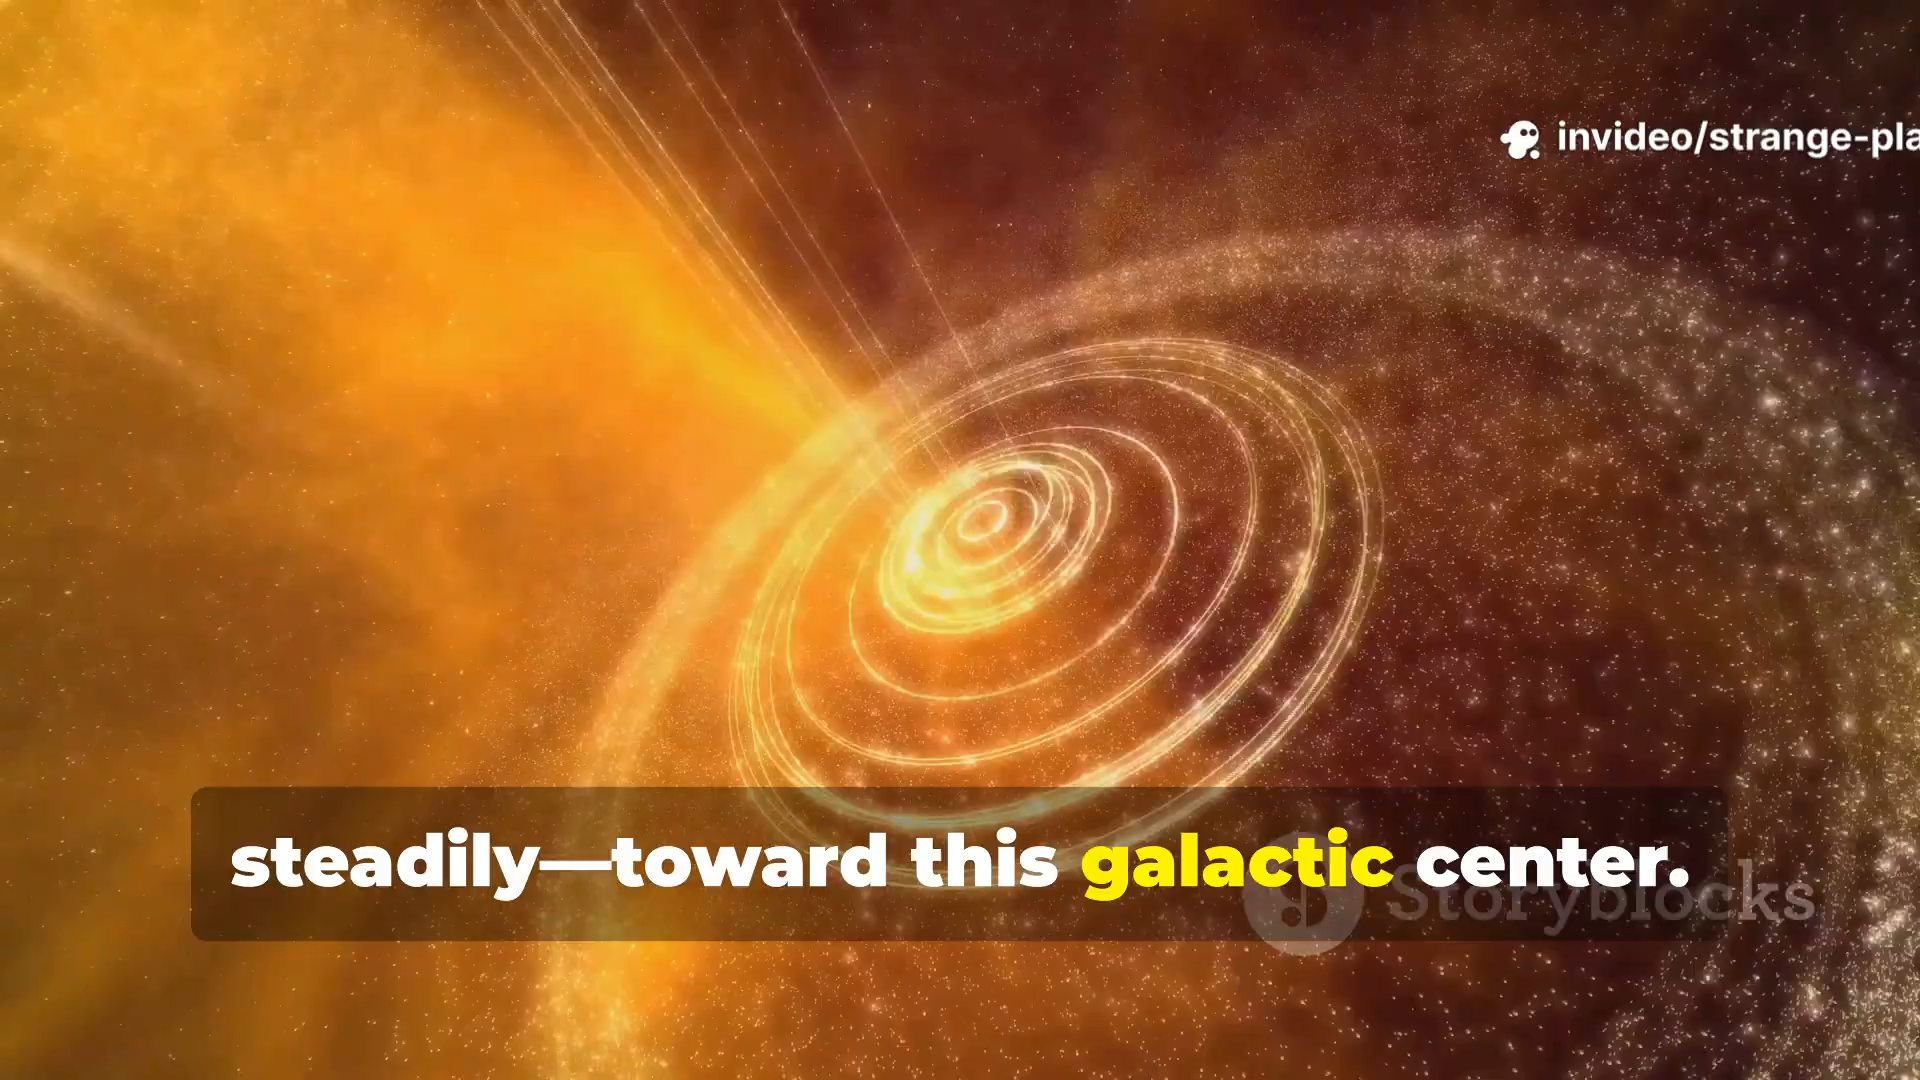 invideo/strange-pla
steadily—toward this galactic center.
Storyblocks